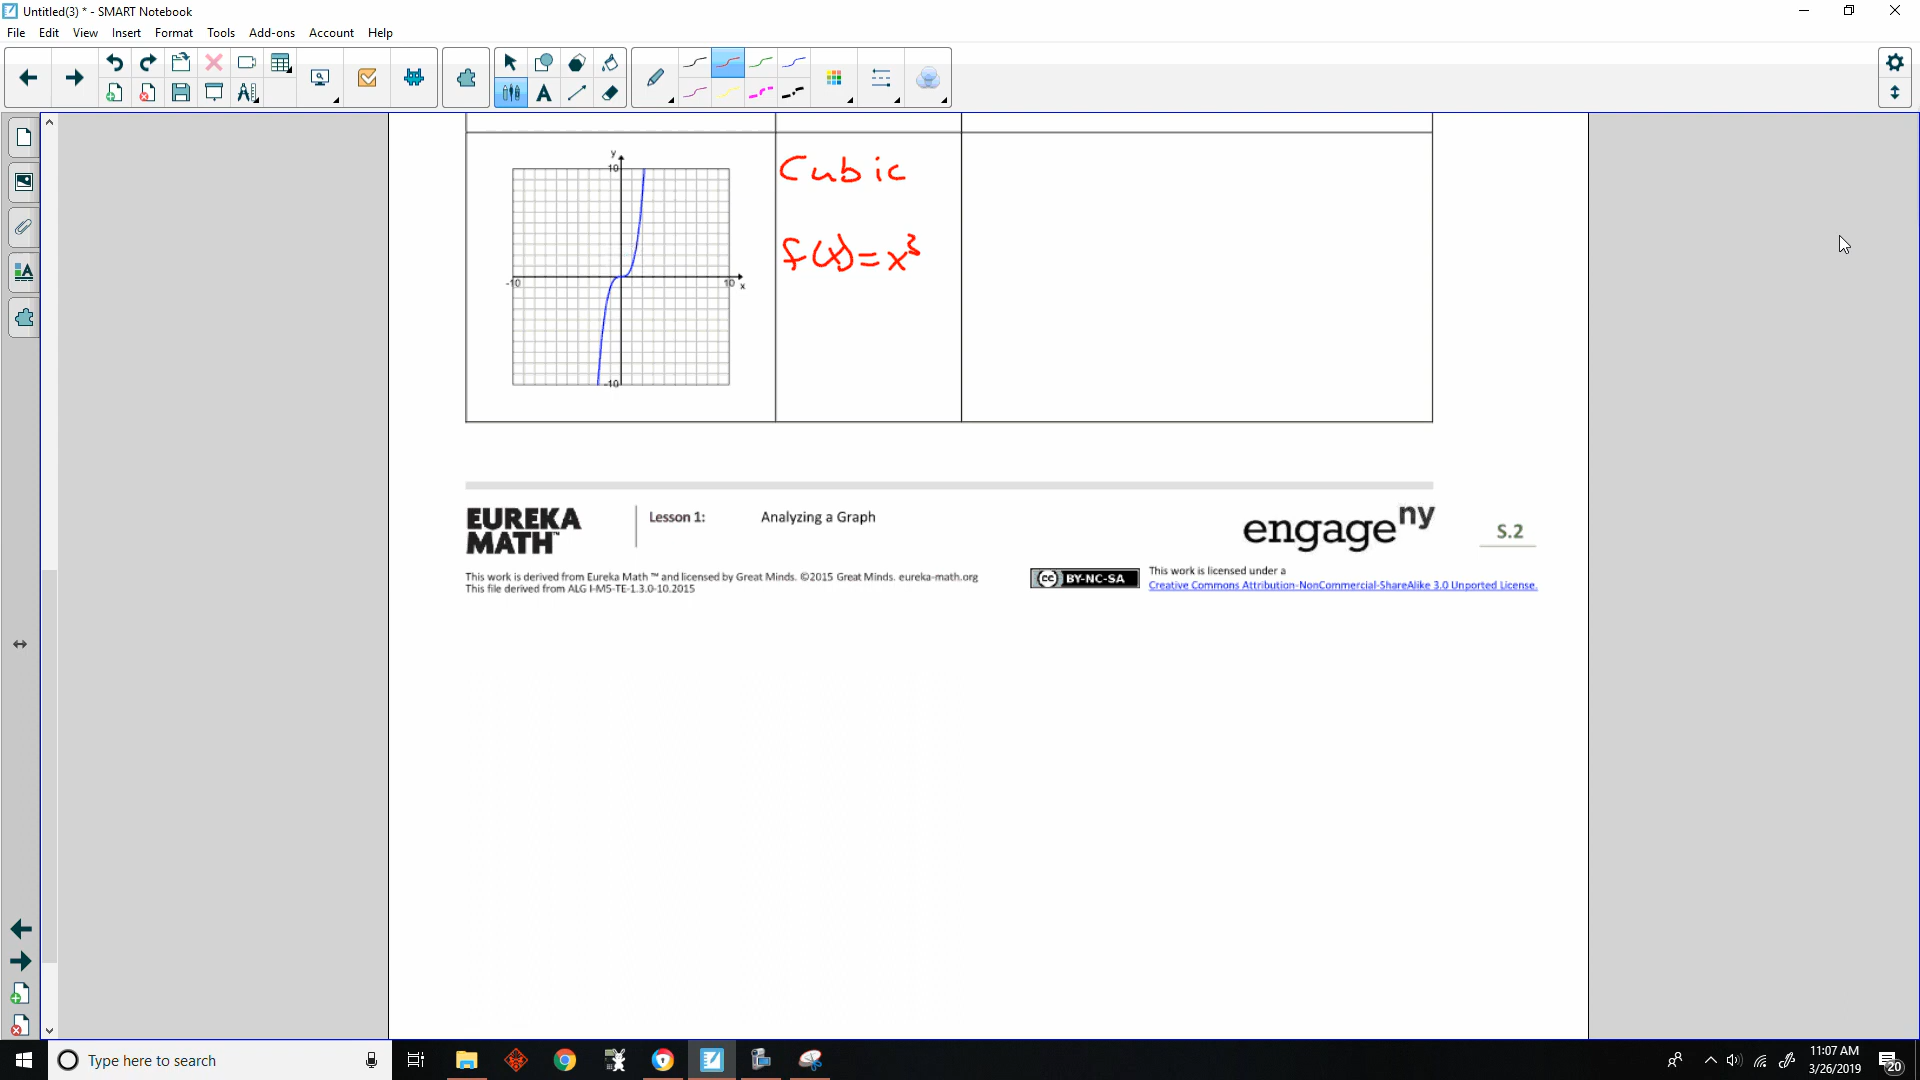 Untitled(3) * - SMART Notebook
File Edit View Insert Format Tools Add-ons Account Help
y
10
-10
10
x
-10
Cubic
f(x)=x³
EUREKA
MATH™
Lesson 1:
Analyzing a Graph
engageny
S.2
This work is derived from Eureka Math ™ and licensed by Great Minds. ©2015 Great Minds. eureka-math.org
This file derived from ALG I-M5-TE-1.3.0-10.2015
cc BY-NC-SA
This work is licensed under a
Creative Commons Attribution-NonCommercial-ShareAlike 3.0 Unported License.
Type here to search
11:07 AM
3/26/2019
20